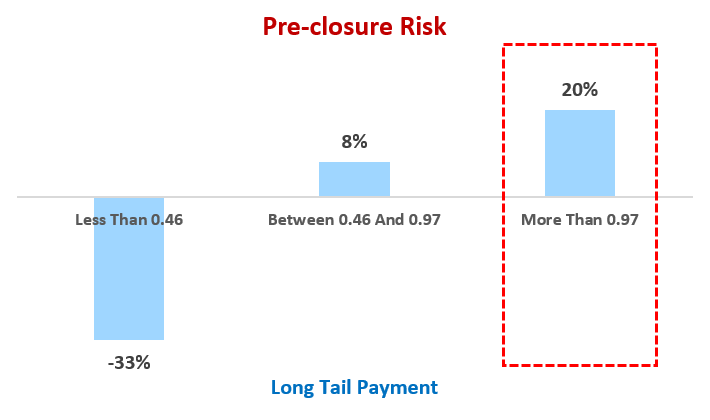 Pre-closure Risk
20%
8%
Less Than 0.46
Between 0.46 And 0.97
More Than 0.97
-33%
Long Tail Payment